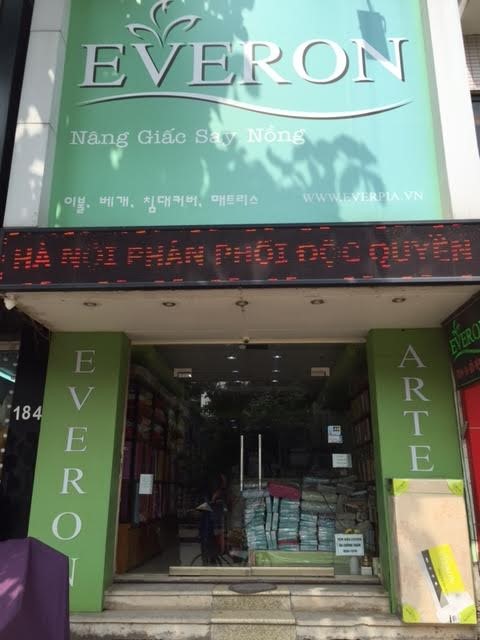 EVERON
Nâng Giấc Say Nồng
이불, 베개, 침대커버, 매트리스
WWW.EVERPIA.VN
HÀ NỘI PHÂN PHỐI ĐỘC QUYỀN
EVERON
184
EVERON
ARTE